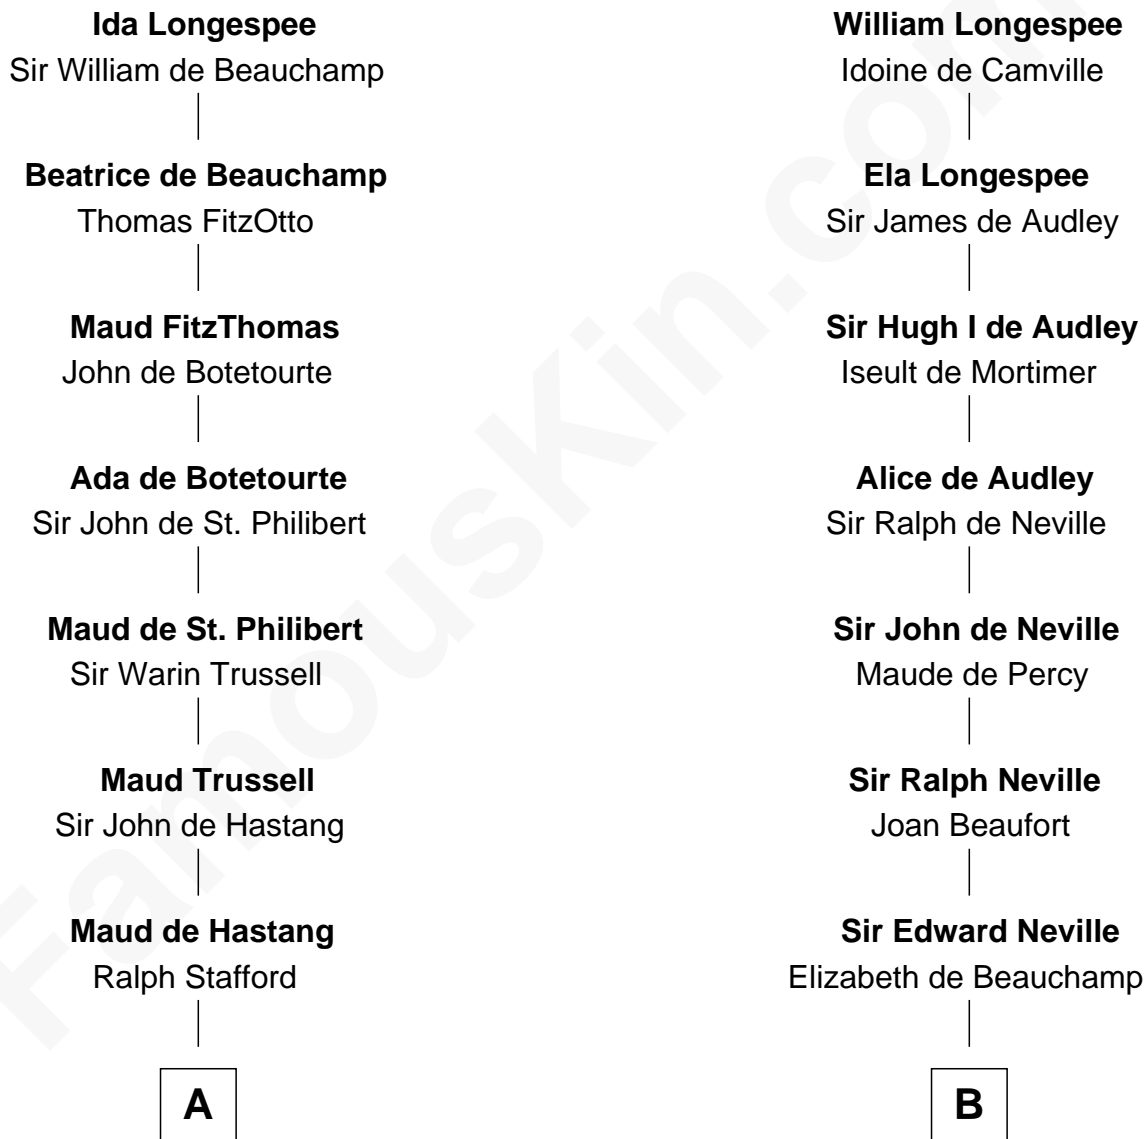 Ida Longespee
Sir William de Beauchamp
Beatrice de Beauchamp
Thomas FitzOtto
Maud FitzThomas
John de Botetourte
Ada de Botetourte
Sir John de St. Philibert
Maud de St. Philibert
Sir Warin Trussell
Maud Trussell
Sir John de Hastang
Maud de Hastang
Ralph Stafford
A
William Longespee
Idoine de Camville
Ela Longespee
Sir James de Audley
Sir Hugh I de Audley
Iseult de Mortimer
Alice de Audley
Sir Ralph de Neville
Sir John de Neville
Maude de Percy
Sir Ralph Neville
Joan Beaufort
Sir Edward Neville
Elizabeth de Beauchamp
B
FamousKin.com